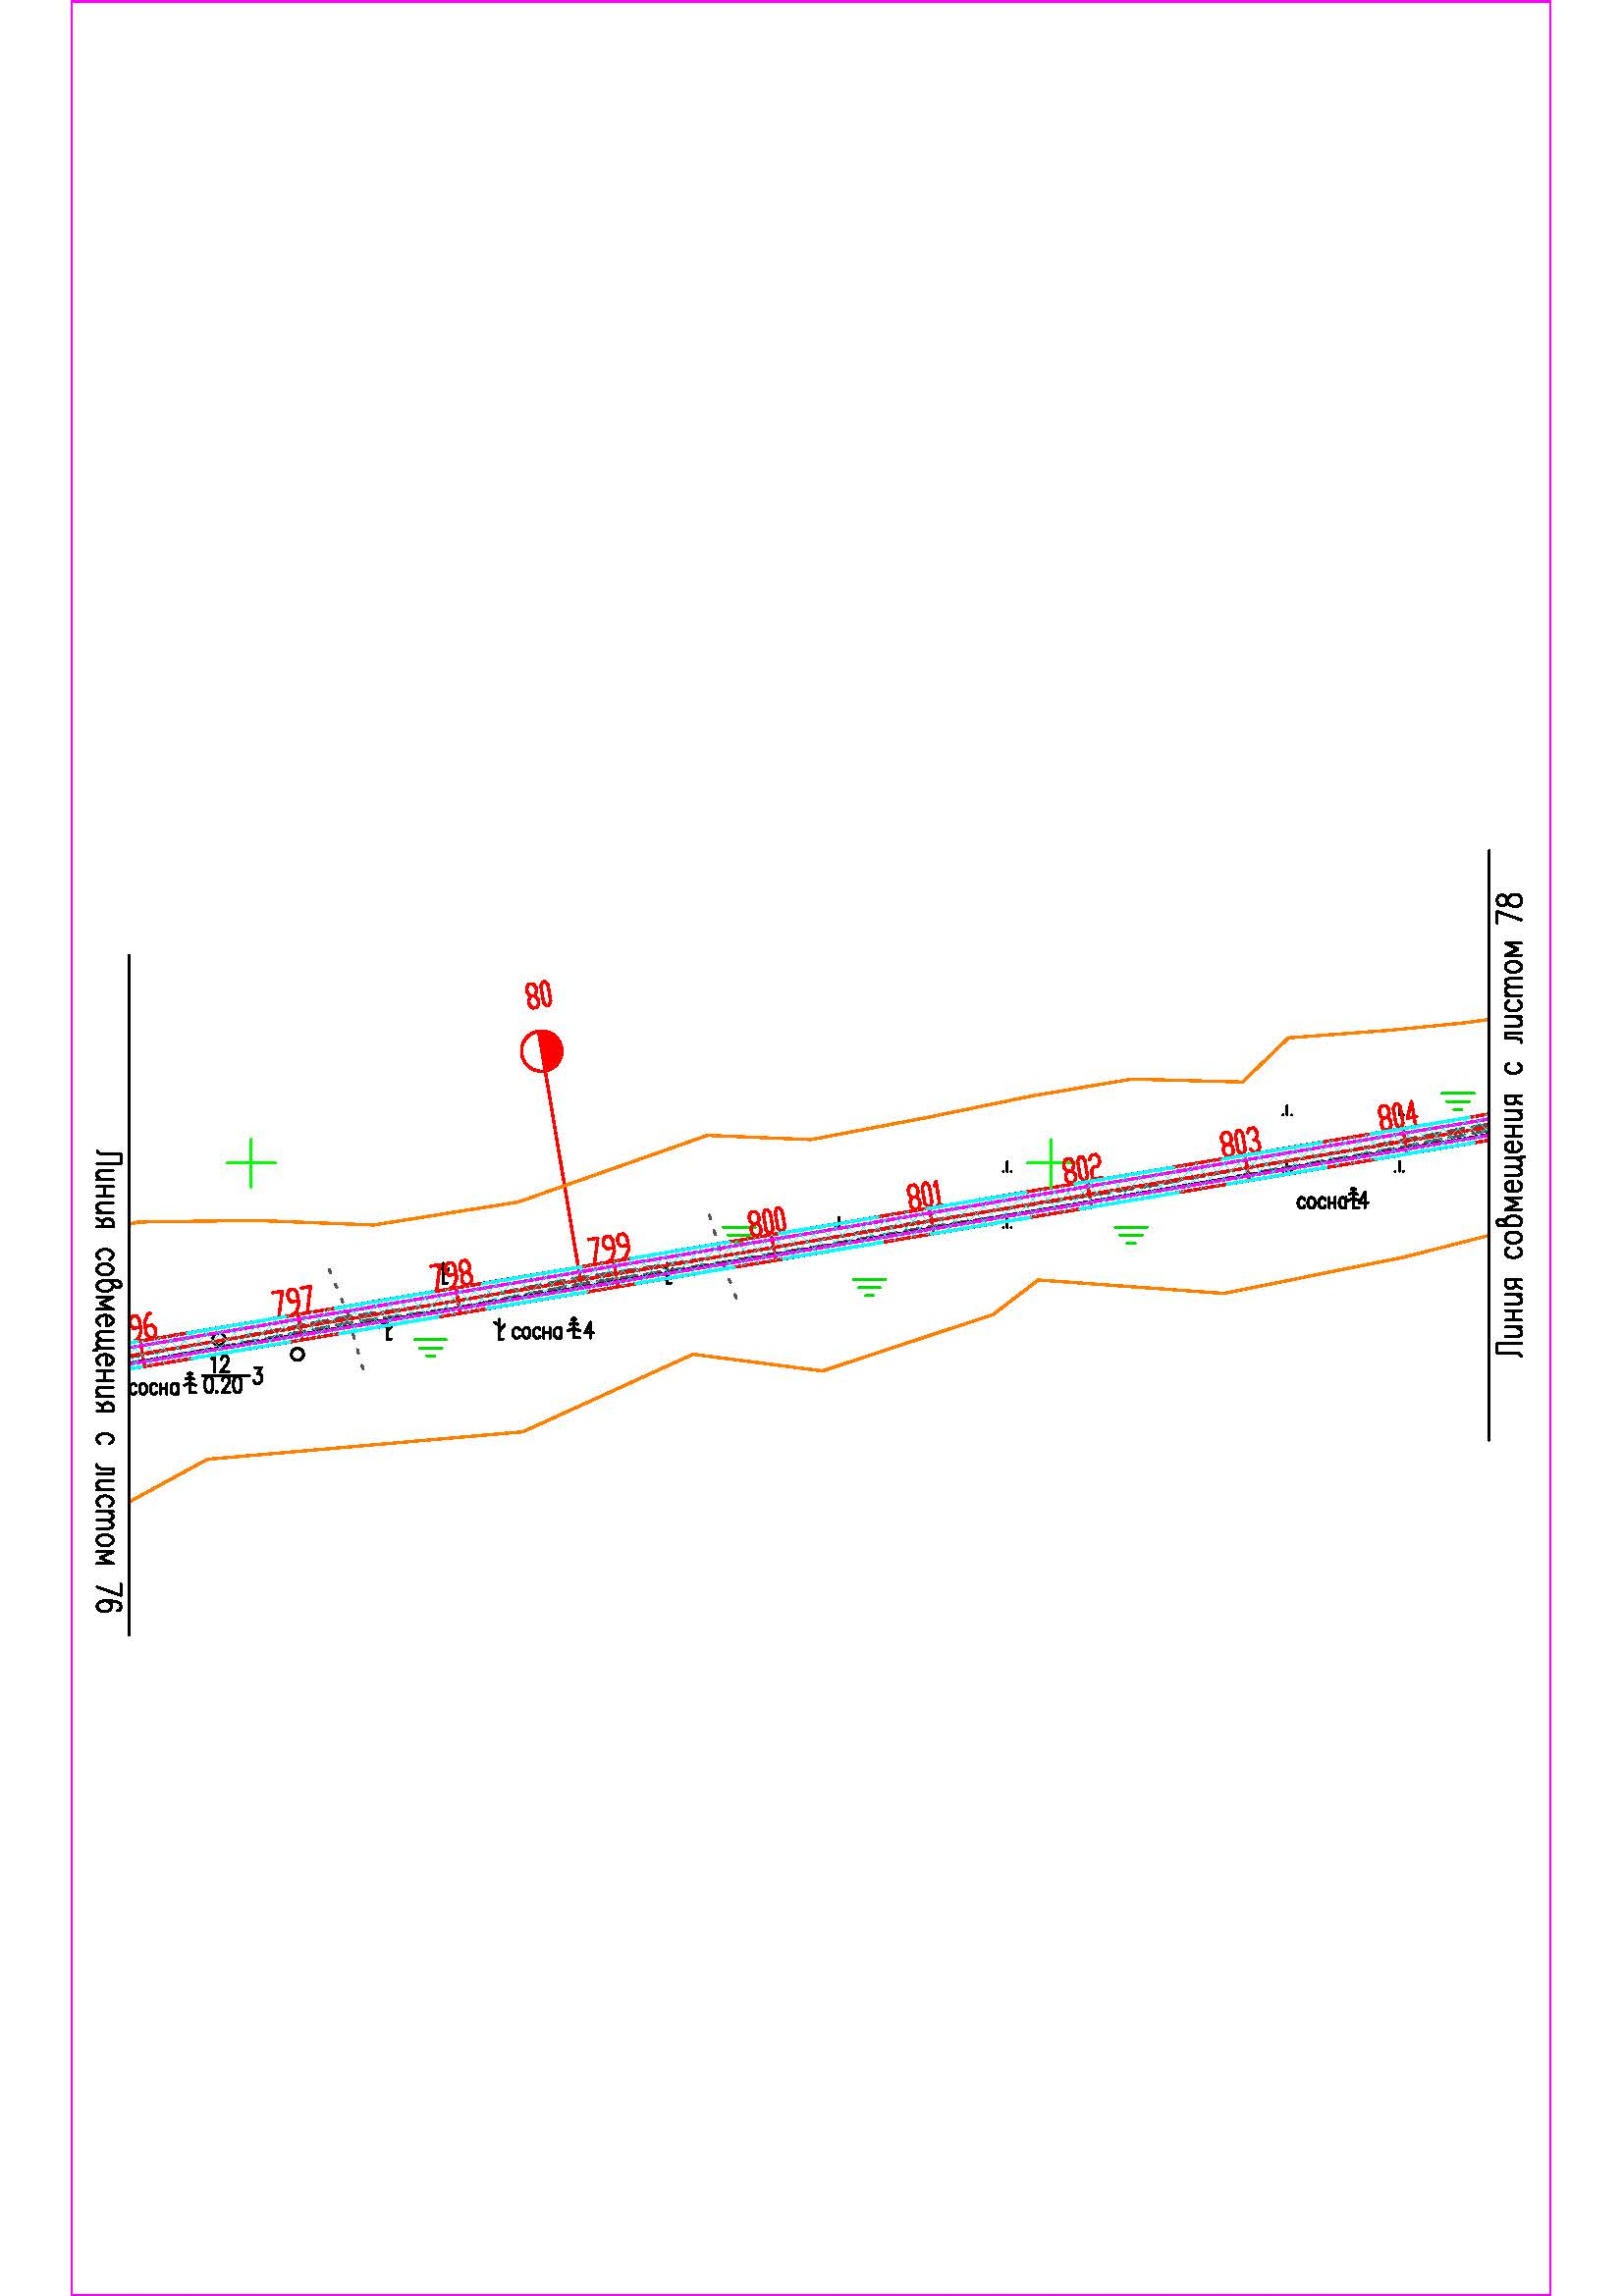 Линия совмещения с листом 78
80
804
803
802
801
800
799
798
797
96
сосна 4
сосна 4
12
0.20
3
сосна
Линия совмещения с листом 76